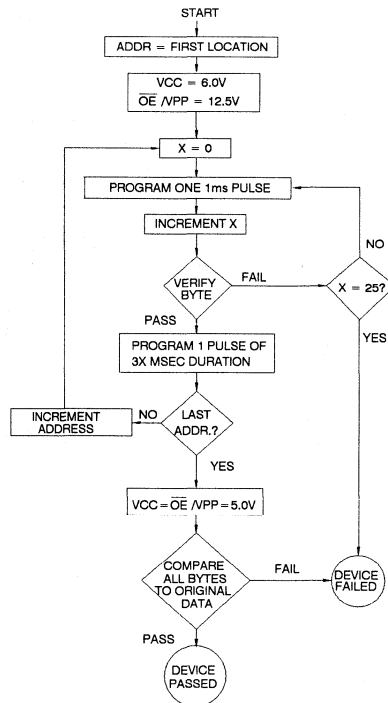 START
ADDR = FIRST LOCATION
VCC = 6.0V
OE /VPP = 12.5V
X = 0
PROGRAM ONE 1ms PULSE
INCREMENT X
NO
VERIFY
BYTE
FAIL
X = 25?
PASS
YES
PROGRAM 1 PULSE OF
3X MSEC DURATION
INCREMENT
ADDRESS
NO
LAST
ADDR.?
YES
VCC = OE /VPP = 5.0V
COMPARE
ALL BYTES
TO ORIGINAL
DATA
FAIL
DEVICE
FAILED
PASS
DEVICE
PASSED